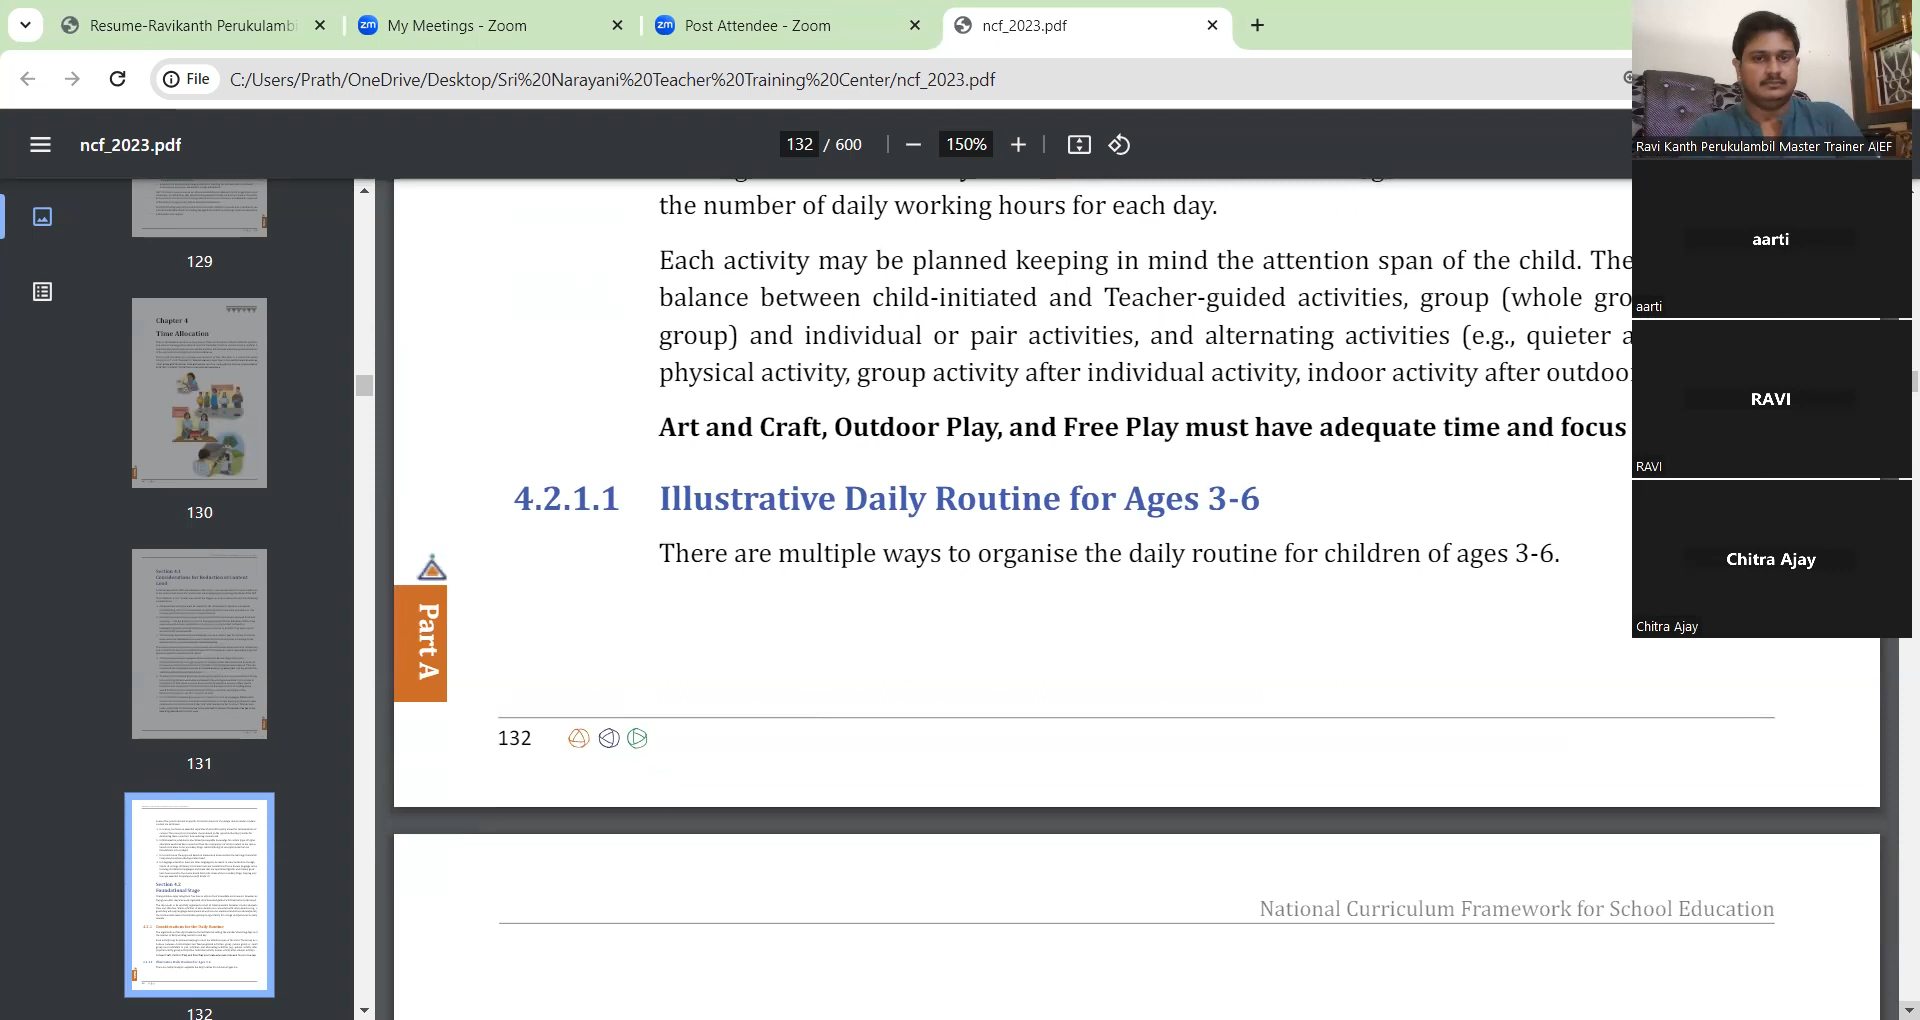 Resume-Ravikanth Perukulambi
My Meetings - Zoom
Post Attendee - Zoom
ncf_2023.pdf
File
C:/Users/Prath/OneDrive/Desktop/Sri%20Narayani%20Teacher%20Training%20Center/ncf_2023.pdf
ncf_2023.pdf
132 / 600
150%
129
Chapter 4
Time Allocation
130
131
132
the number of daily working hours for each day.
Each activity may be planned keeping in mind the attention span of the child. The
balance between child-initiated and Teacher-guided activities, group (whole gro
group) and individual or pair activities, and alternating activities (e.g., quieter a
physical activity, group activity after individual activity, indoor activity after outdoo
Art and Craft, Outdoor Play, and Free Play must have adequate time and focus
4.2.1.1 Illustrative Daily Routine for Ages 3-6
There are multiple ways to organise the daily routine for children of ages 3-6.
Part A
132
National Curriculum Framework for School Education
Ravi Kanth Perukulambil Master Trainer AIEF
aarti
aarti
RAVI
RAVI
Chitra Ajay
Chitra Ajay